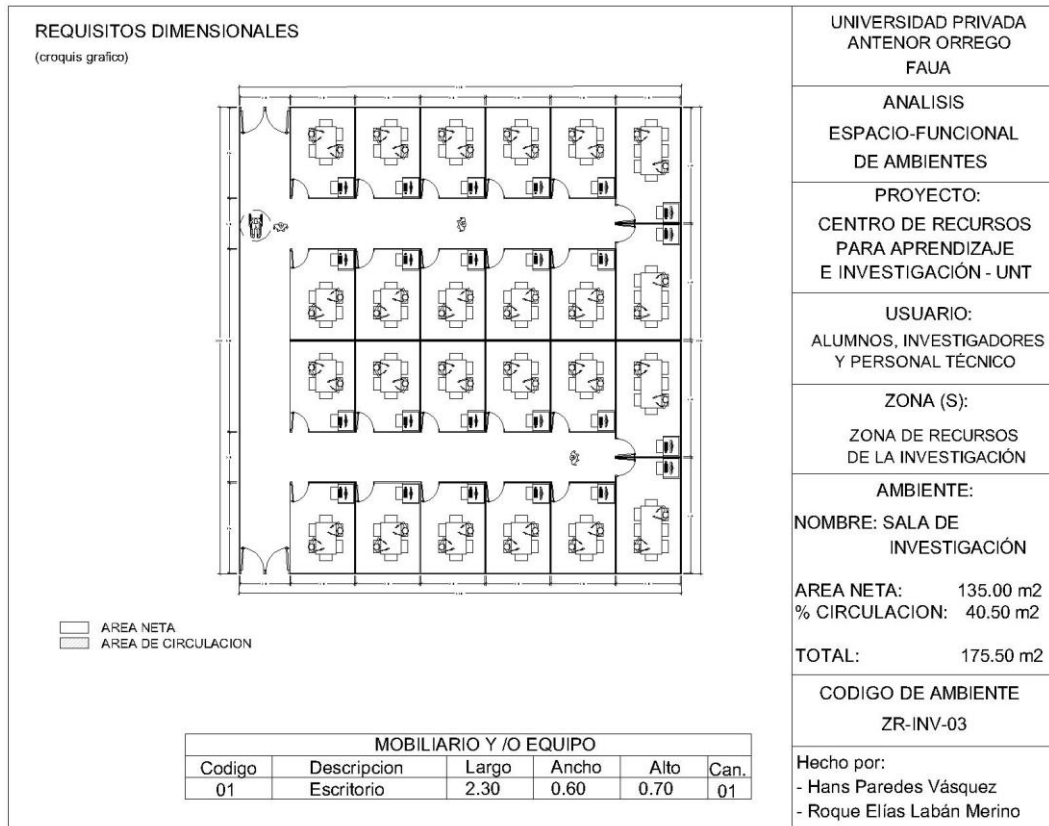 REQUISITOS DIMENSIONALES
(croquis grafico)
AREA NETA
AREA DE CIRCULACION
MOBILIARIO Y /O EQUIPO
Codigo Descripcion Largo Ancho Alto Can.
01 Escritorio 2.30 0.60 0.70 01
UNIVERSIDAD PRIVADA
ANTENOR ORREGO
FAUA
ANALISIS
ESPACIO-FUNCIONAL
DE AMBIENTES
PROYECTO:
CENTRO DE RECURSOS
PARA APRENDIZAJE
E INVESTIGACIÓN - UNT
USUARIO:
ALUMNOS, INVESTIGADORES
Y PERSONAL TÉCNICO
ZONA (S):
ZONA DE RECURSOS
DE LA INVESTIGACIÓN
AMBIENTE:
NOMBRE: SALA DE
INVESTIGACIÓN
AREA NETA: 135.00 m2
% CIRCULACION: 40.50 m2
TOTAL: 175.50 m2
CODIGO DE AMBIENTE
ZR-INV-03
Hecho por:
- Hans Paredes Vásquez
- Roque Elías Labán Merino